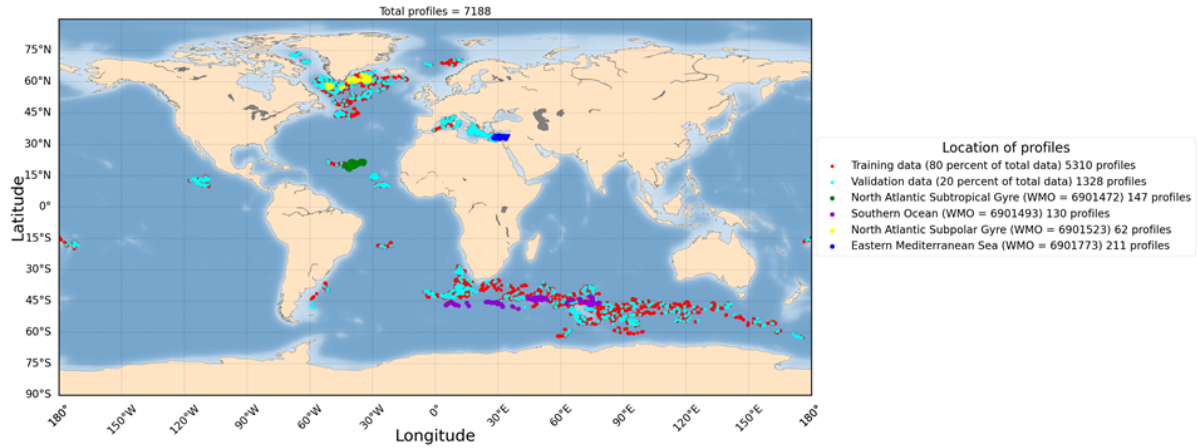 Total profiles = 7188
75°N
60°N
45°N
30°N
15°N
0°
15°S
30°S
45°S
60°S
75°S
90°S
Latitude
180°
150°W
120°W
90°W
60°W
30°W
0°
30°E
60°E
90°E
120°E
150°E
180°
Longitude
Location of profiles
Training data (80 percent of total data) 5310 profiles
Validation data (20 percent of total data) 1328 profiles
North Atlantic Subtropical Gyre (WMO = 6901472) 147 profiles
Southern Ocean (WMO = 6901493) 130 profiles
North Atlantic Subpolar Gyre (WMO = 6901523) 62 profiles
Eastern Mediterranean Sea (WMO = 6901773) 211 profiles